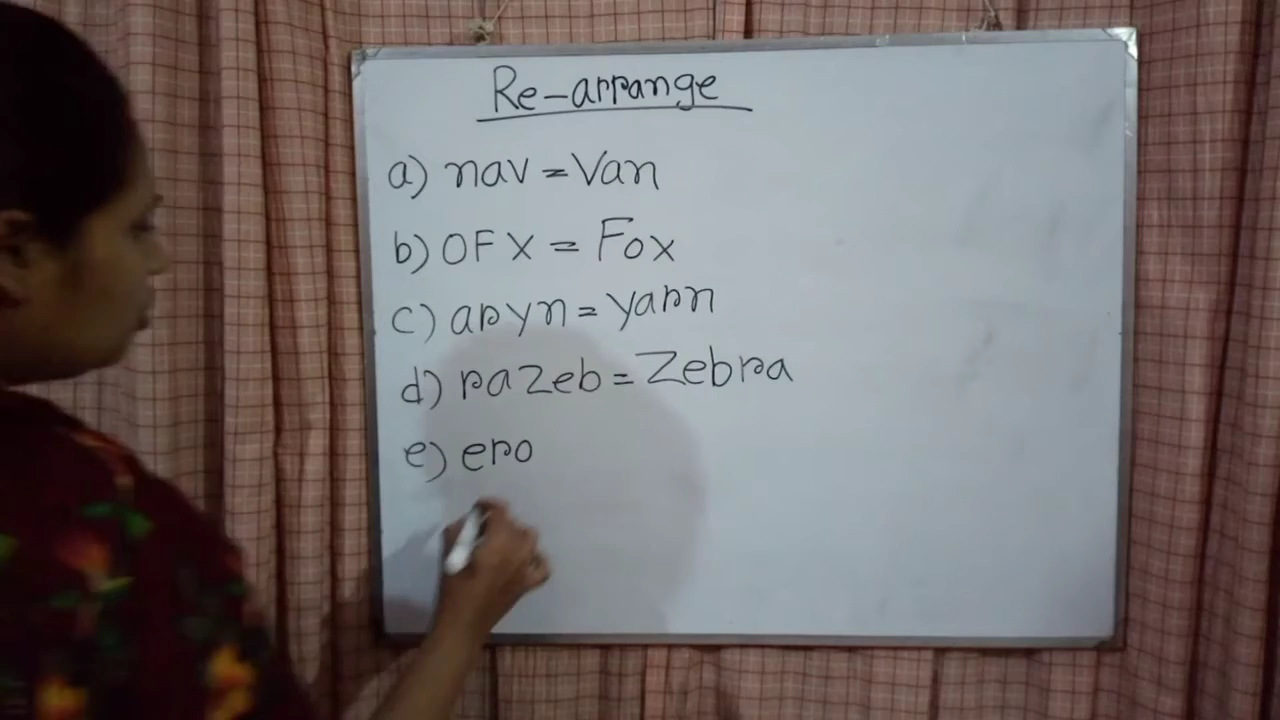 Re-arrange
a) nav = Van
b) OFX = Fox
c) aryn = yarn
d) raZeb = Zebra
e) ero